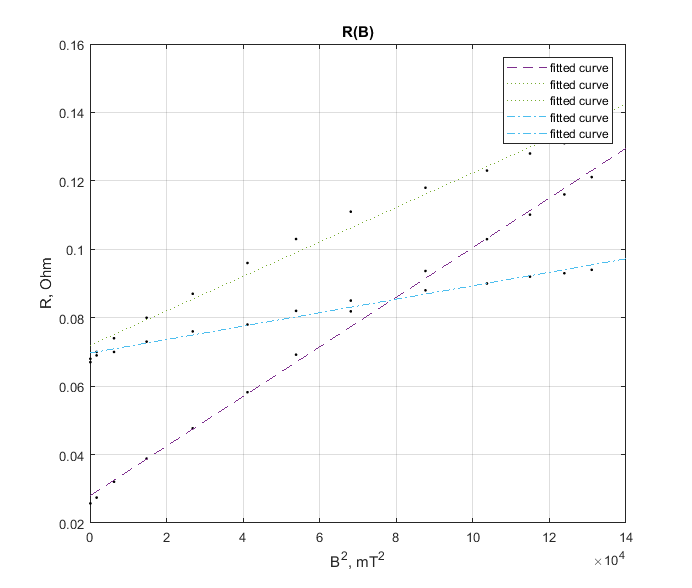 R(B)
0.16
0.14
0.12
0.1
0.08
0.06
0.04
0.02
R, Ohm
fitted curve
fitted curve
fitted curve
fitted curve
fitted curve
0 2 4 6 8 10 12 14
×10⁴
B², mT²